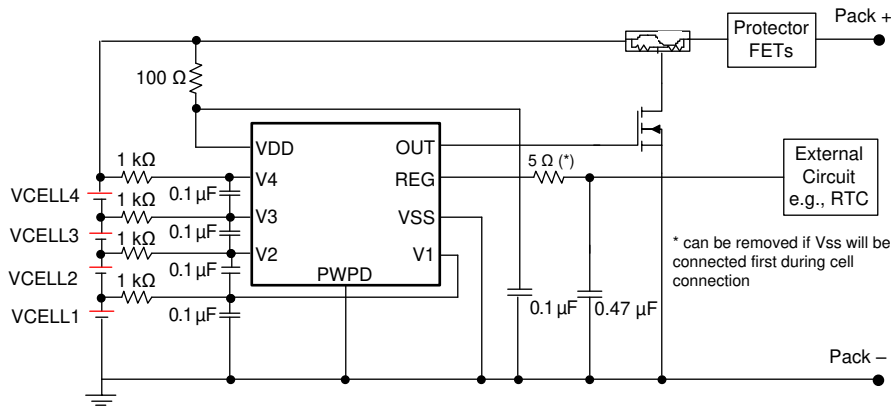 Pack +
Protector
FETs
100 Ω
VDD
OUT
1 kΩ
5 Ω (*)
External
Circuit
e.g., RTC
V4
REG
VCELL4
0.1 µF
1 kΩ
V3
VSS
VCELL3
0.1 µF
1 kΩ
V2
V1
* can be removed if Vss will be
connected first during cell
connection
VCELL2
0.1 µF
1 kΩ
PWPD
VCELL1
0.1 µF
0.1 µF
0.47 µF
Pack –